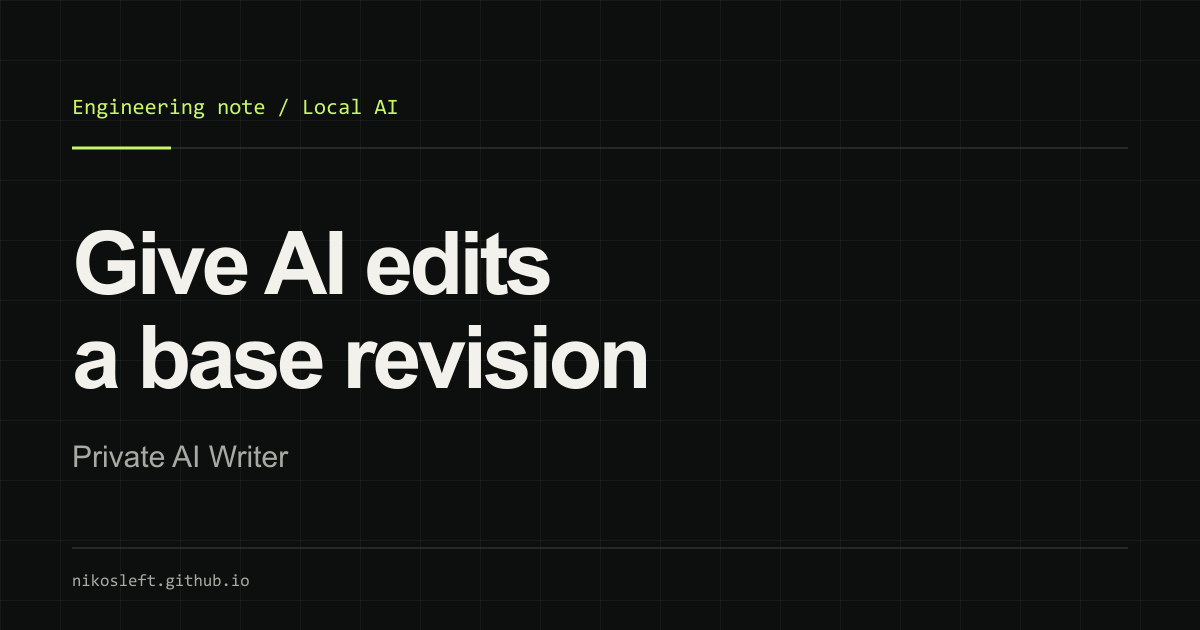 Engineering note / Local AI
Give AI edits
a base revision
Private AI Writer
nikosleft.github.io